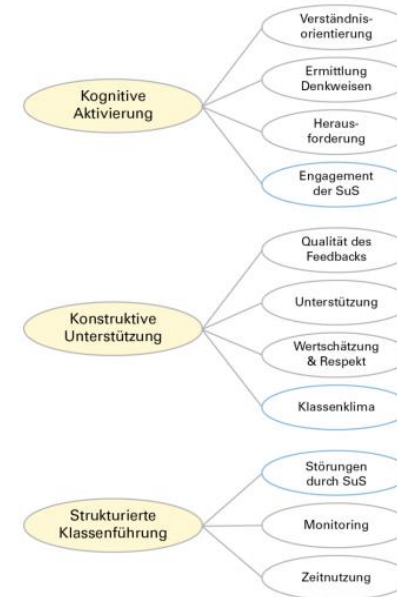 Kognitive
Aktivierung
Verständnis-
orientierung
Ermittlung
Denkweisen
Heraus-
forderung
Engagement
der SuS
Konstruktive
Unterstützung
Qualität des
Feedbacks
Unterstützung
Wertschätzung
& Respekt
Klassenklima
Strukturierte
Klassenführung
Störungen
durch SuS
Monitoring
Zeitnutzung